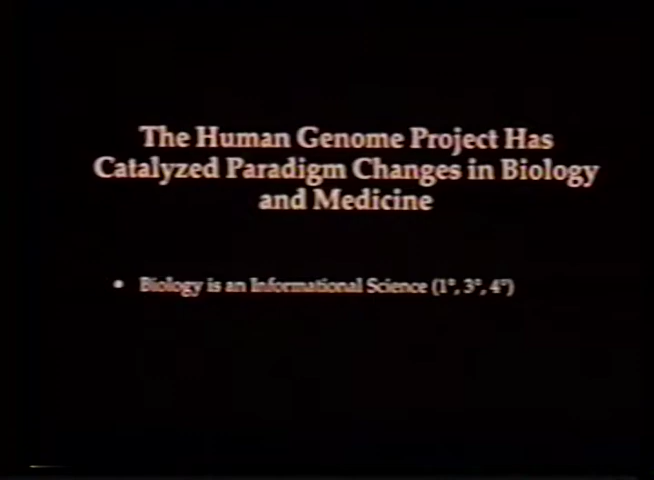 The Human Genome Project Has
Catalyzed Paradigm Changes in Biology
and Medicine
• Biology is an Informational Science (1°, 3°, 4°)